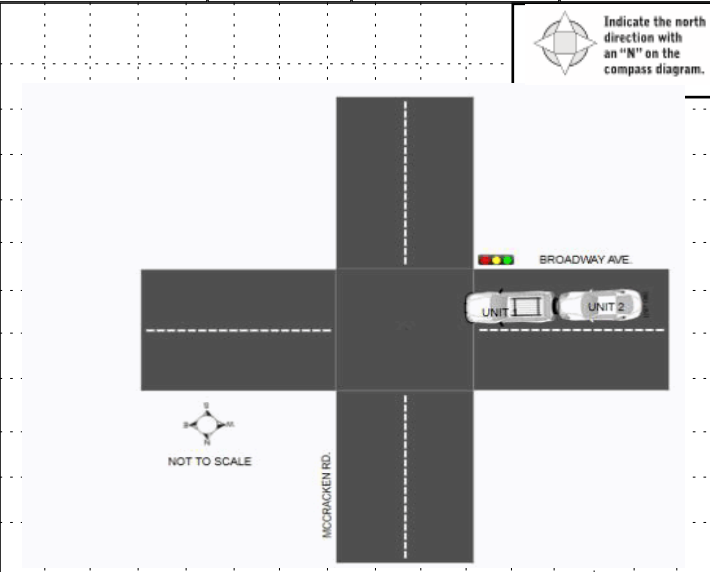 Indicate the north
direction with
an “N” on the
compass diagram.
BROADWAY AVE.
UNIT 1
UNIT 2
S
E
W
N
NOT TO SCALE
MCCRACKEN RD.